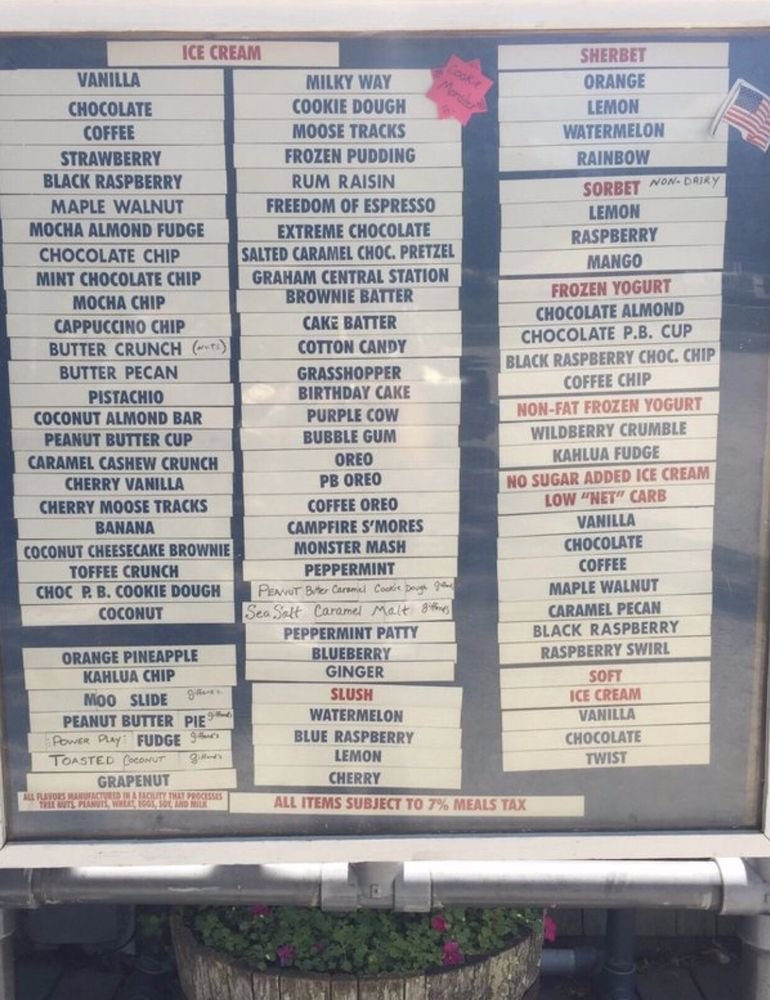 ICE CREAM
VANILLA
CHOCOLATE
COFFEE
STRAWBERRY
BLACK RASPBERRY
MAPLE WALNUT
MOCHA ALMOND FUDGE
CHOCOLATE CHIP
MINT CHOCOLATE CHIP
MOCHA CHIP
CAPPUCCINO CHIP
BUTTER CRUNCH (NUTS)
BUTTER PECAN
PISTACHIO
COCONUT ALMOND BAR
PEANUT BUTTER CUP
CARAMEL CASHEW CRUNCH
CHERRY VANILLA
CHERRY MOOSE TRACKS
BANANA
COCONUT CHEESECAKE BROWNIE
TOFFEE CRUNCH
CHOC P. B. COOKIE DOUGH
COCONUT
ORANGE PINEAPPLE
KAHLUA CHIP
MOO SLIDE Gifford's
PEANUT BUTTER PIE Giffords
POWER PLAY FUDGE Gifford's
TOASTED COCONUT Gifford's
GRAPENUT
ALL FLAVORS MANUFACTURED IN A FACILITY THAT PROCESSES
TREE NUTS, PEANUTS, WHEAT, EGGS, SOY, AND MILK
MILKY WAY
COOKIE DOUGH
MOOSE TRACKS
FROZEN PUDDING
RUM RAISIN
FREEDOM OF ESPRESSO
EXTREME CHOCOLATE
SALTED CARAMEL CHOC. PRETZEL
GRAHAM CENTRAL STATION
BROWNIE BATTER
CAKE BATTER
COTTON CANDY
GRASSHOPPER
BIRTHDAY CAKE
PURPLE COW
BUBBLE GUM
OREO
PB OREO
COFFEE OREO
CAMPFIRE S'MORES
MONSTER MASH
PEPPERMINT
PEANUT Butter Caramel Cookie Dough
Sea Salt Caramel Malt Giffords
PEPPERMINT PATTY
BLUEBERRY
GINGER
SLUSH
WATERMELON
BLUE RASPBERRY
LEMON
CHERRY
ALL ITEMS SUBJECT TO 7% MEALS TAX
Cookie
Monster
SHERBET
ORANGE
LEMON
WATERMELON
RAINBOW
SORBET NON-DAIRY
LEMON
RASPBERRY
MANGO
FROZEN YOGURT
CHOCOLATE ALMOND
CHOCOLATE P.B. CUP
BLACK RASPBERRY CHOC. CHIP
COFFEE CHIP
NON-FAT FROZEN YOGURT
WILDBERRY CRUMBLE
KAHLUA FUDGE
NO SUGAR ADDED ICE CREAM
LOW "NET" CARB
VANILLA
CHOCOLATE
COFFEE
MAPLE WALNUT
CARAMEL PECAN
BLACK RASPBERRY
RASPBERRY SWIRL
SOFT
ICE CREAM
VANILLA
CHOCOLATE
TWIST